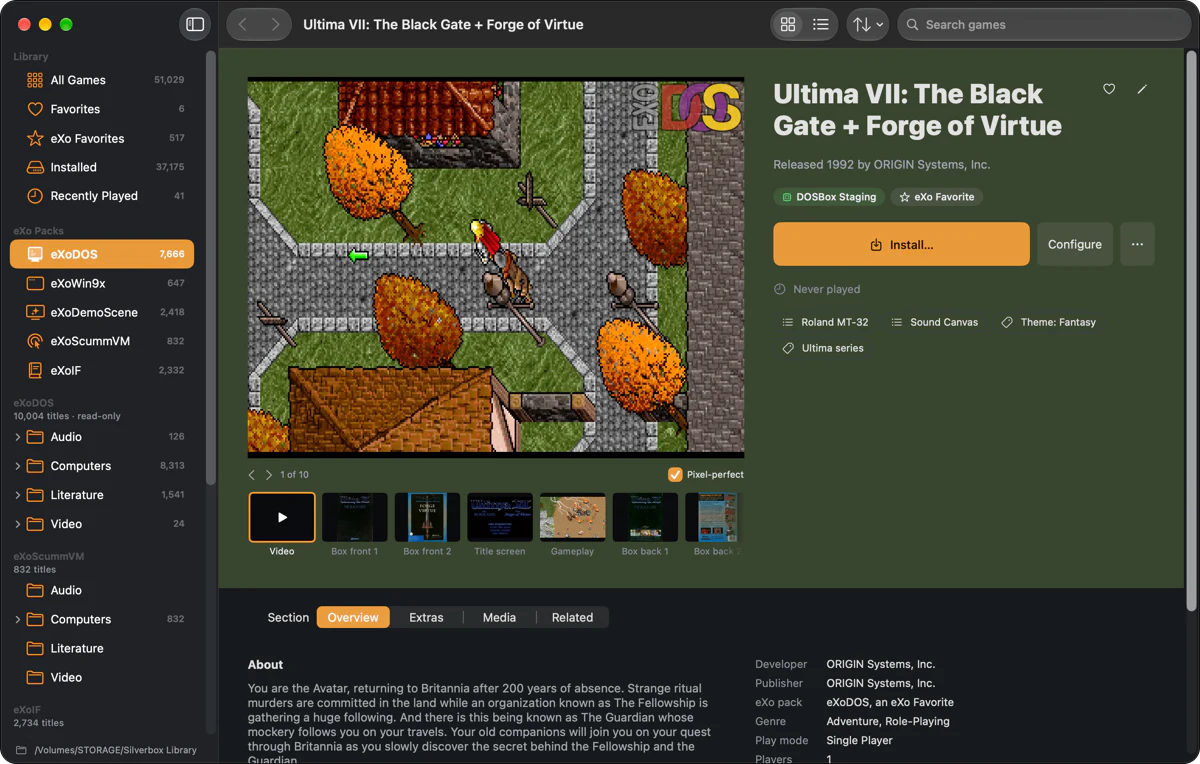 Ultima VII: The Black Gate + Forge of Virtue
Search games
Library
All Games 51,029
Favorites 6
eXo Favorites 517
Installed 37,175
Recently Played 41
eXo Packs
eXoDOS 7,666
eXoWin9x 647
eXoDemoScene 2,418
eXoScummVM 832
eXoIF 2,332
eXoDOS
10,004 titles · read-only
Audio 126
Computers 8,313
Literature 1,541
Video 24
eXoScummVM
832 titles
Audio
Computers 832
Literature
Video
eXoIF
2,734 titles
/Volumes/STORAGE/Silverbox Library
eXo DOS
Ultima VII: The Black
Gate + Forge of Virtue
Released 1992 by ORIGIN Systems, Inc.
DOSBox Staging
eXo Favorite
Install...
Configure
Never played
Roland MT-32
Sound Canvas
Theme: Fantasy
Ultima series
1 of 10
Pixel-perfect
Video
Box front 1
Box front 2
Title screen
Gameplay
Box back 1
Box back 2
Section
Overview
Extras
Media
Related
About
You are the Avatar, returning to Britannia after 200 years of absence. Strange ritual
murders are committed in the land while an organization known as The Fellowship is
gathering a huge following. And there is this being known as The Guardian whose
mockery follows you on your travels. Your old companions will join you on your quest
through Britannia as you slowly discover the secret behind the Fellowship and the
Guardian
Developer ORIGIN Systems, Inc.
Publisher ORIGIN Systems, Inc.
eXo pack eXoDOS, an eXo Favorite
Genre Adventure, Role-Playing
Play mode Single Player
Players 1